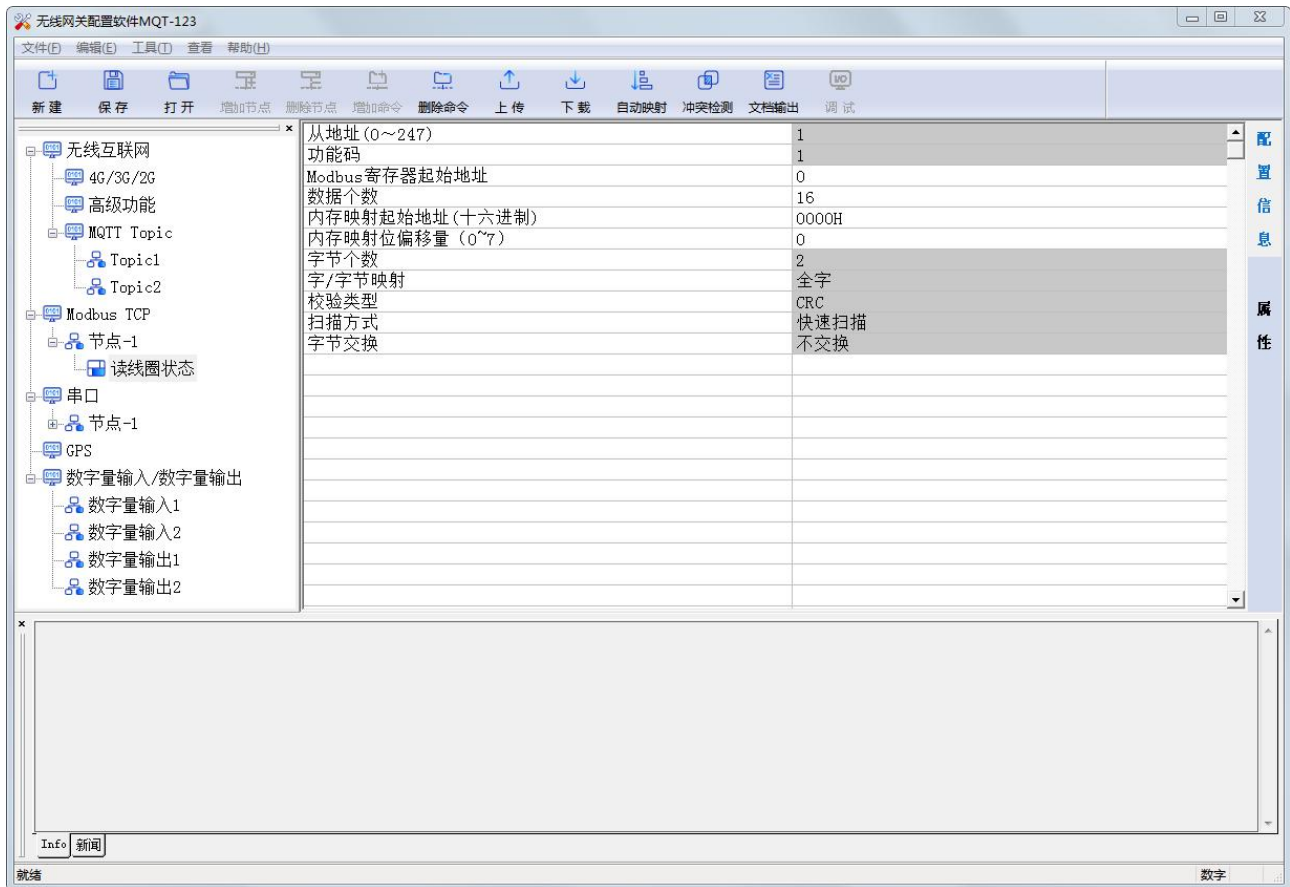 无线网关配置软件MQT-123
文件(F) 编辑(E) 工具(T) 查看 帮助(H)
新建 保存 打开 增加节点 删除节点 增加命令 删除命令 上传 下载 自动映射 冲突检测 文档输出 调试
无线互联网
4G/3G/2G
高级功能
MQTT Topic
Topic1
Topic2
Modbus TCP
节点-1
读线圈状态
串口
节点-1
GPS
数字量输入/数字量输出
数字量输入1
数字量输入2
数字量输出1
数字量输出2
从地址(0～247) 1
功能码 1
Modbus寄存器起始地址 0
数据个数 16
内存映射起始地址(十六进制) 0000H
内存映射位偏移量（0~7） 0
字节个数 2
字/字节映射 全字
校验类型 CRC
扫描方式 快速扫描
字节交换 不交换
配置信息
属性
Info 新闻
就绪 数字